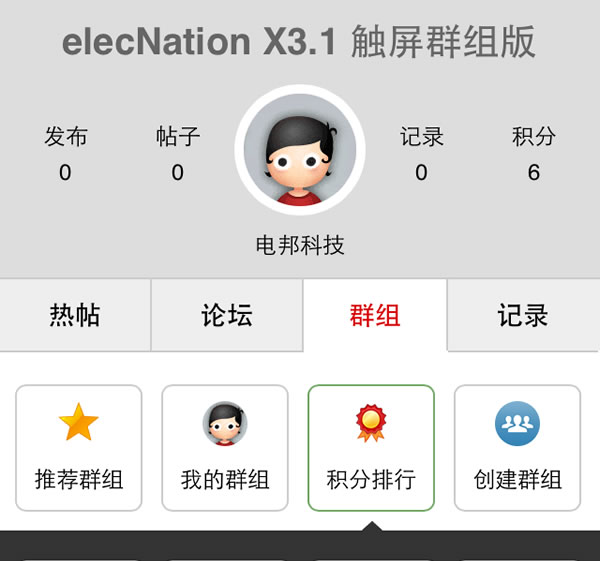 elecNation X3.1 触屏群组版
发布 帖子 记录 积分
0 0 0 6
电邦科技
热帖 论坛 群组 记录
推荐群组 我的群组 积分排行 创建群组